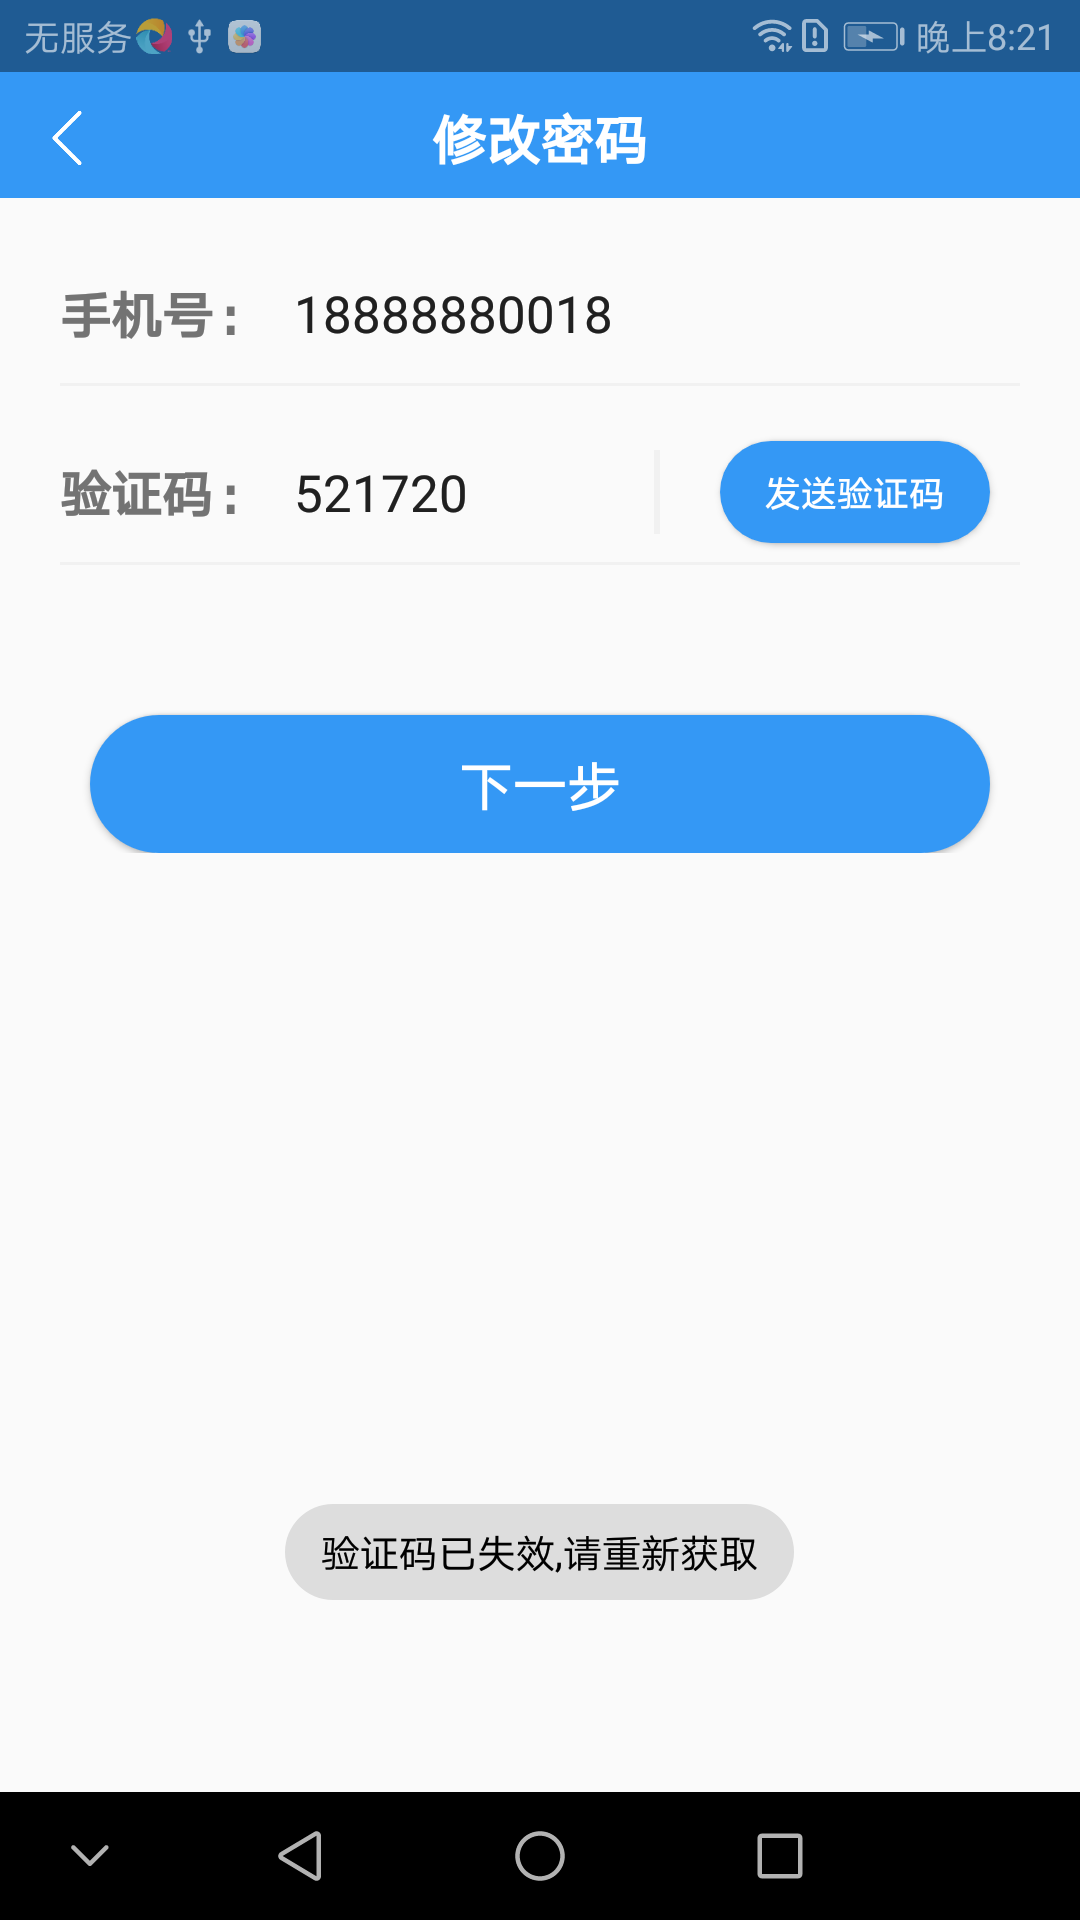 无服务 晚上8:21
修改密码
手机号： 18888880018
验证码： 521720 发送验证码
下一步
验证码已失效,请重新获取